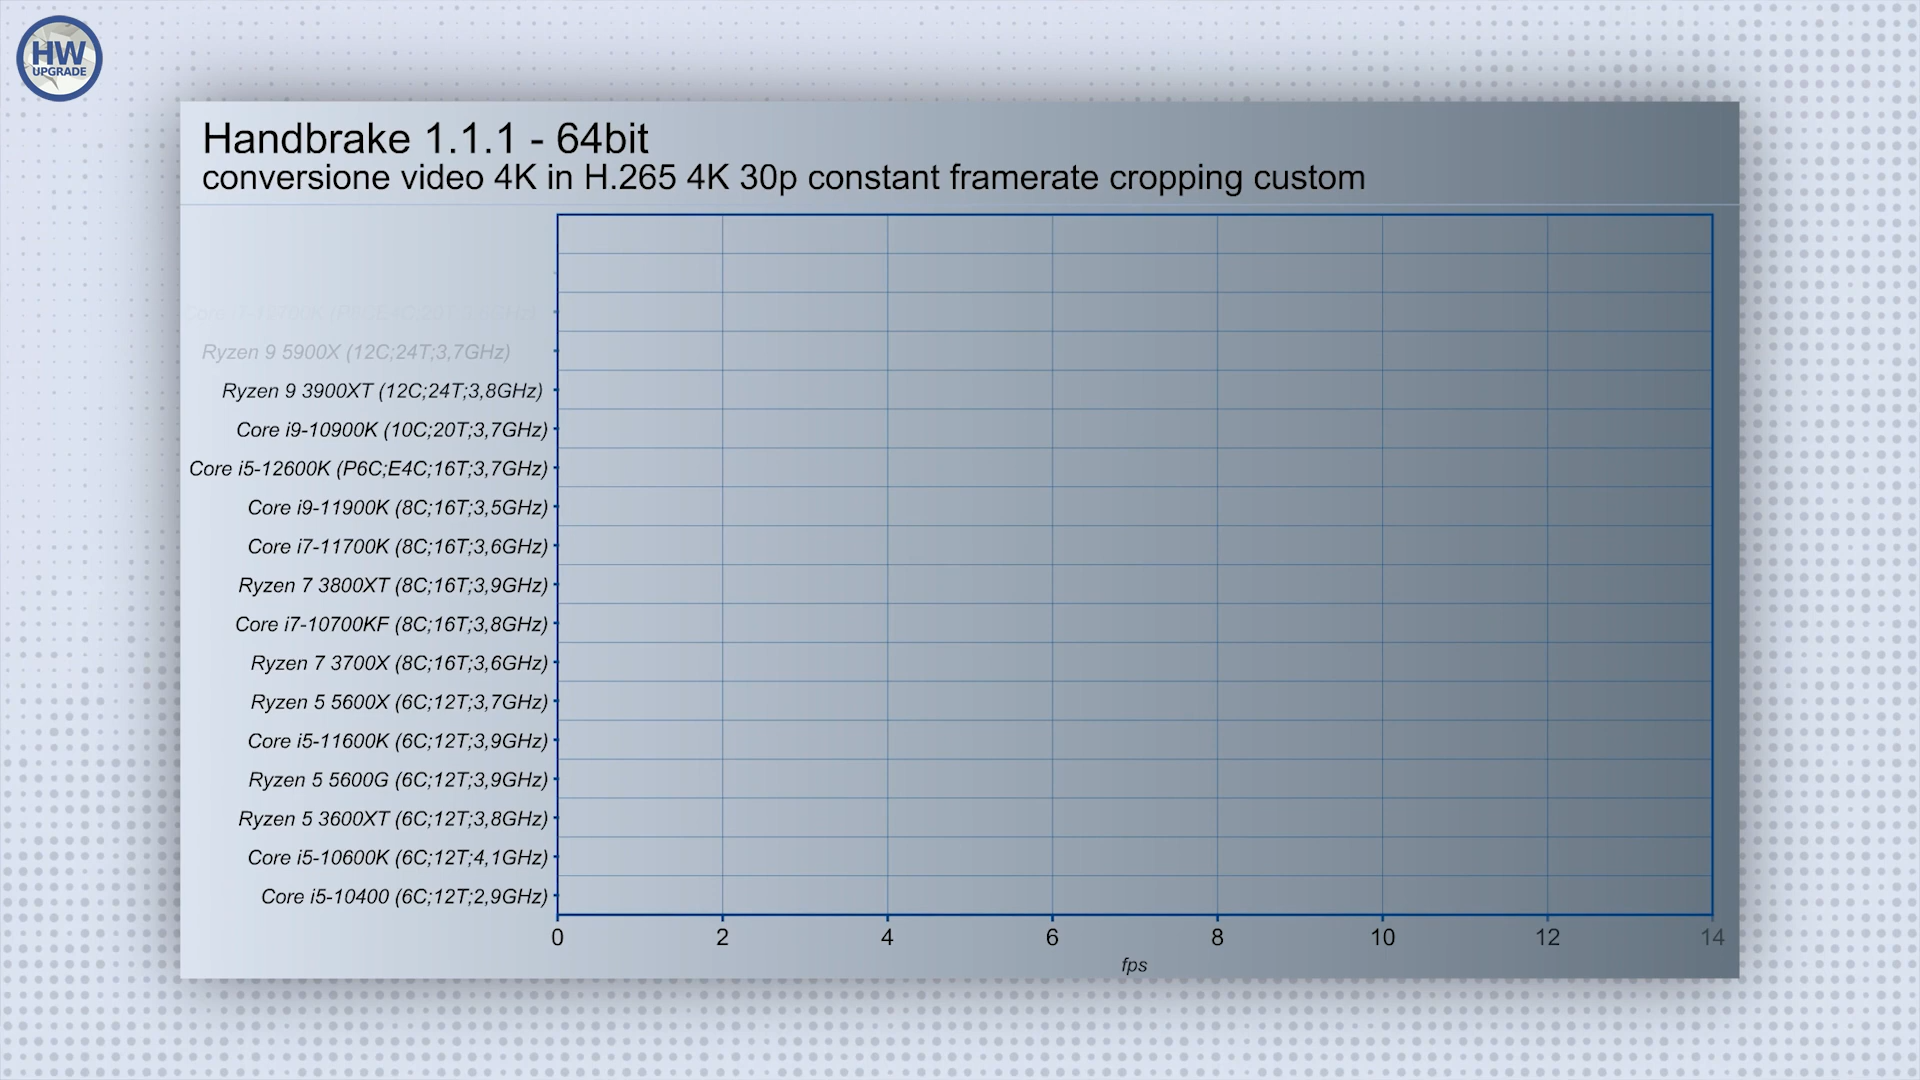 HW
UPGRADE
Handbrake 1.1.1 - 64bit
conversione video 4K in H.265 4K 30p constant framerate cropping custom
Ryzen 9 5900X (12C;24T;3,7GHz)
Ryzen 9 3900XT (12C;24T;3,8GHz)
Core i9-10900K (10C;20T;3,7GHz)
Core i5-12600K (P6C;E4C;16T;3,7GHz)
Core i9-11900K (8C;16T;3,5GHz)
Core i7-11700K (8C;16T;3,6GHz)
Ryzen 7 3800XT (8C;16T;3,9GHz)
Core i7-10700KF (8C;16T;3,8GHz)
Ryzen 7 3700X (8C;16T;3,6GHz)
Ryzen 5 5600X (6C;12T;3,7GHz)
Core i5-11600K (6C;12T;3,9GHz)
Ryzen 5 5600G (6C;12T;3,9GHz)
Ryzen 5 3600XT (6C;12T;3,8GHz)
Core i5-10600K (6C;12T;4,1GHz)
Core i5-10400 (6C;12T;2,9GHz)
0 2 4 6 8 10 12 14
fps